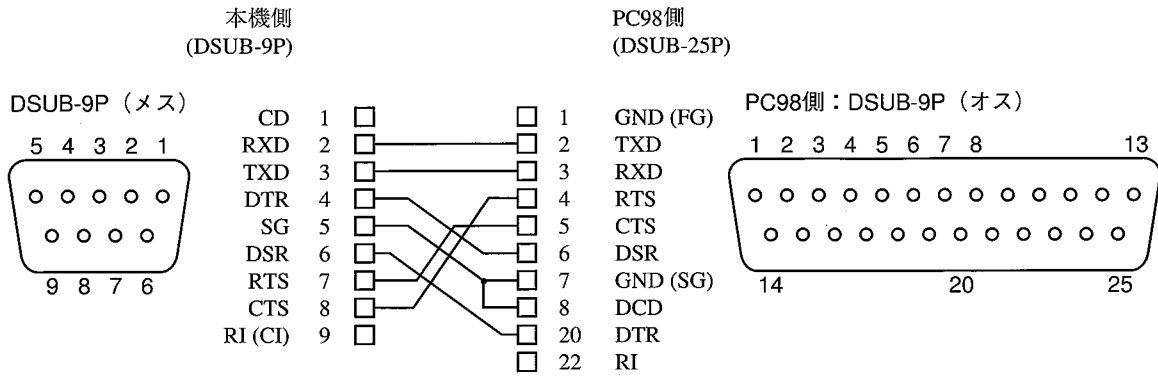 本機側
(DSUB-9P)
PC98側
(DSUB-25P)
DSUB-9P（メス）
5 4 3 2 1
9 8 7 6
CD 1
RXD 2
TXD 3
DTR 4
SG 5
DSR 6
RTS 7
CTS 8
RI (CI) 9
1 GND (FG)
2 TXD
3 RXD
4 RTS
5 CTS
6 DSR
7 GND (SG)
8 DCD
20 DTR
22 RI
PC98側：DSUB-9P（オス）
1 2 3 4 5 6 7 8 13
14 20 25